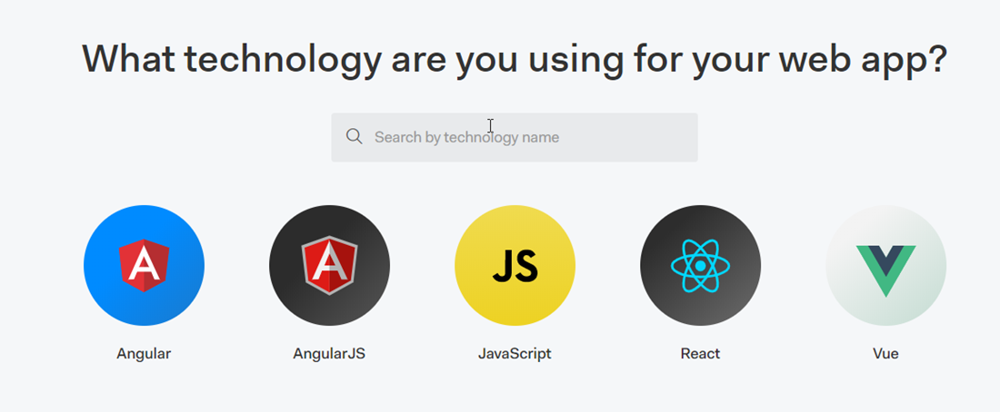 What technology are you using for your web app?
Search by technology name
A
A
JS
Angular
AngularJS
JavaScript
React
Vue